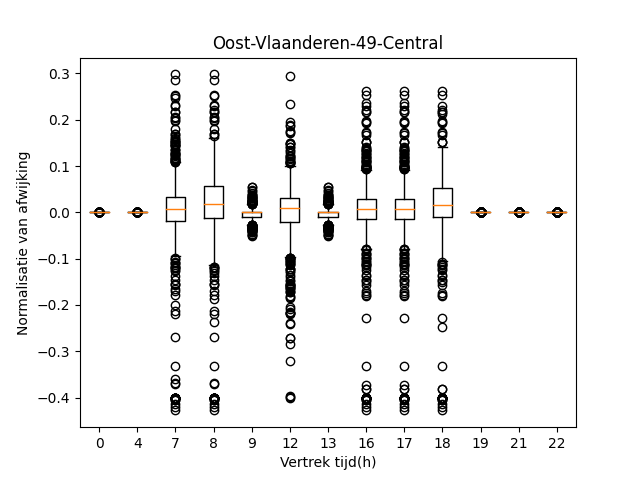 Oost-Vlaanderen-49-Central
Normalisatie van afwijking
0.3
0.2
0.1
0.0
−0.1
−0.2
−0.3
−0.4
0 4 7 8 9 12 13 16 17 18 19 21 22
Vertrek tijd(h)